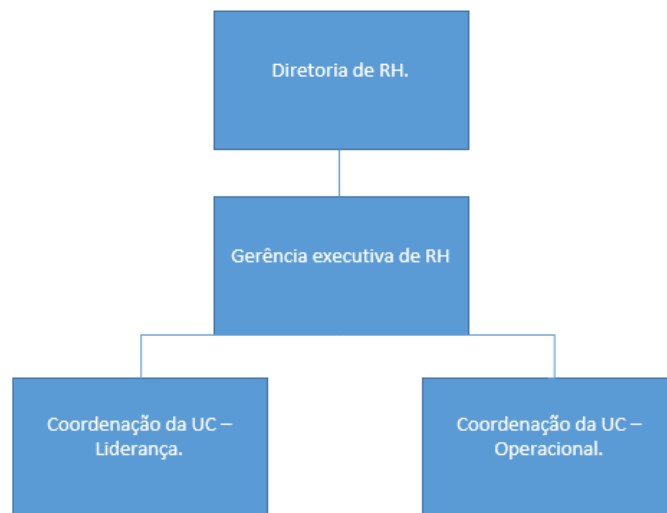 Diretoria de RH.
Gerência executiva de RH
Coordenação da UC –
Liderança.
Coordenação da UC –
Operacional.